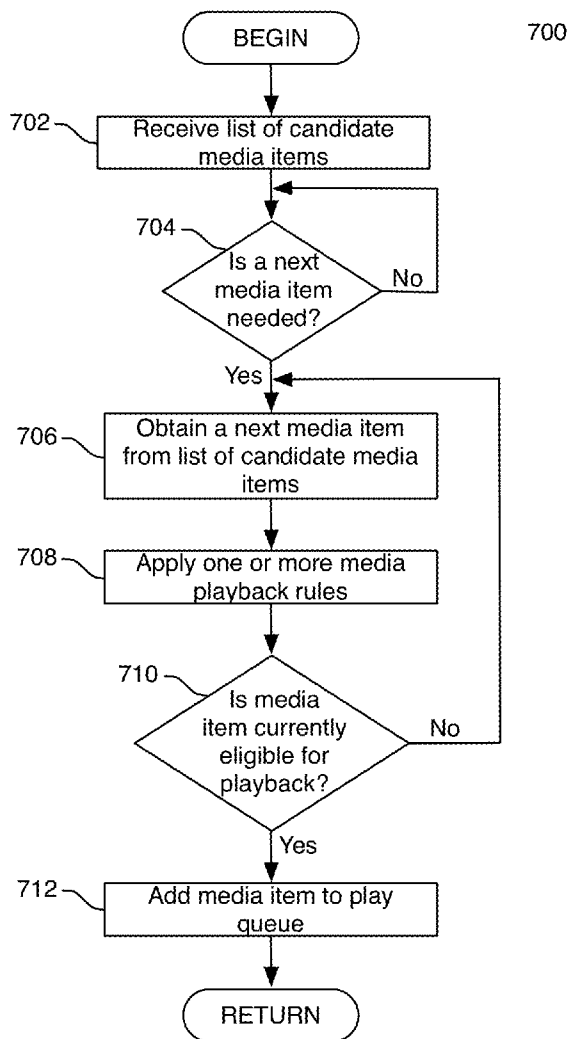 BEGIN
700
702
Receive list of candidate
media items
704
Is a next
media item
needed?
No
Yes
706
Obtain a next media item
from list of candidate media
items
708
Apply one or more media
playback rules
710
Is media
item currently
eligible for
playback?
No
Yes
712
Add media item to play
queue
RETURN